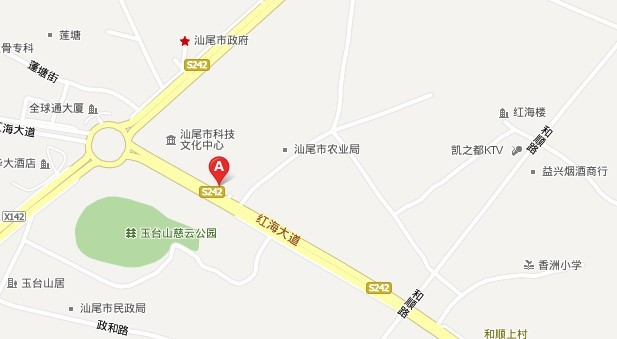 莲塘
汕尾市政府
骨专科
S242
莲塘街
全球通大厦
红海楼
红海大道
汕尾市科技
文化中心
和顺路
汕尾市农业局
凯之都KTV
华大酒店
A
益兴烟酒商行
S242
X142
红海大道
玉台山慈云公园
香洲小学
玉台山居
S242
和顺路
汕尾市民政局
政和路
和顺上村